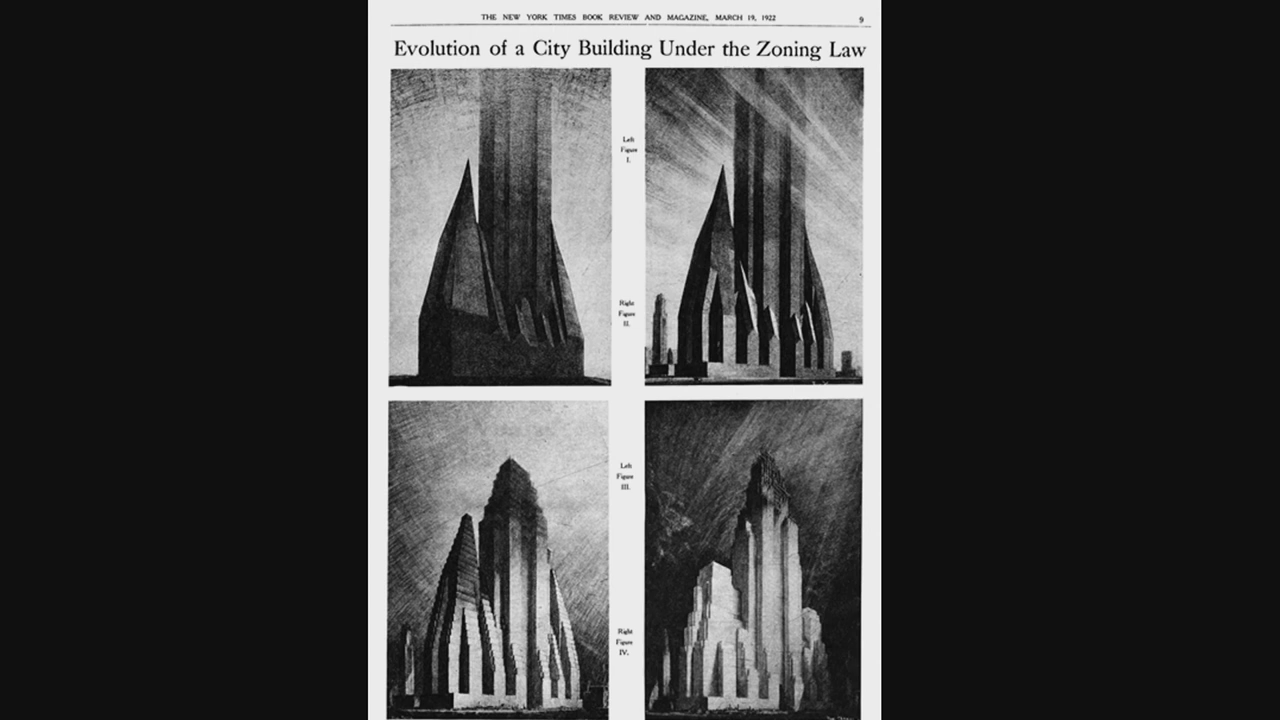 THE NEW YORK TIMES BOOK REVIEW AND MAGAZINE, MARCH 19, 1922
9
Evolution of a City Building Under the Zoning Law
Left
Figure
I.
Right
Figure
II.
Left
Figure
III.
Right
Figure
IV.